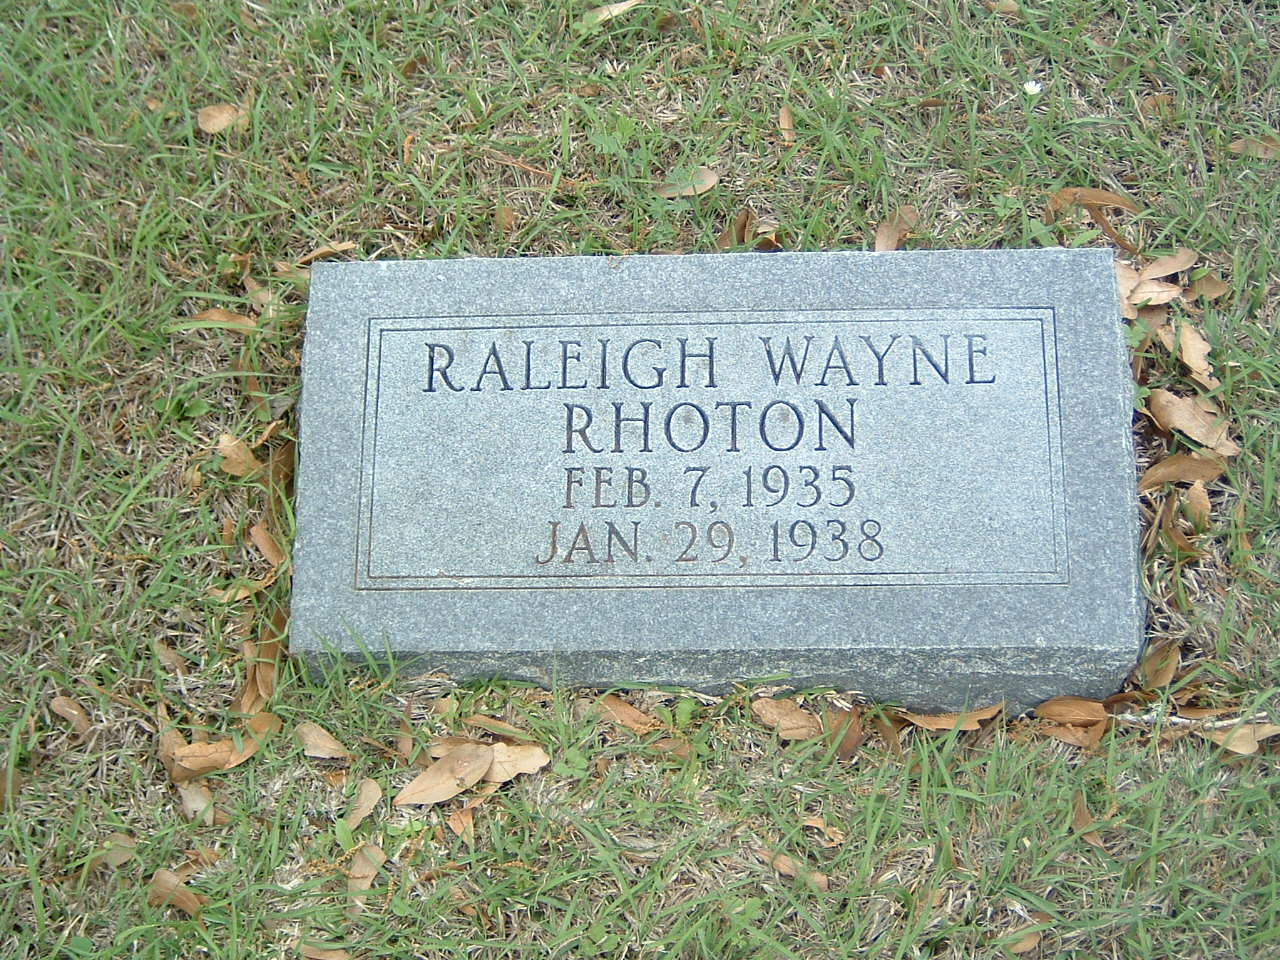 RALEIGH WAYNE
RHOTON
FEB. 7, 1935
JAN. 29, 1938